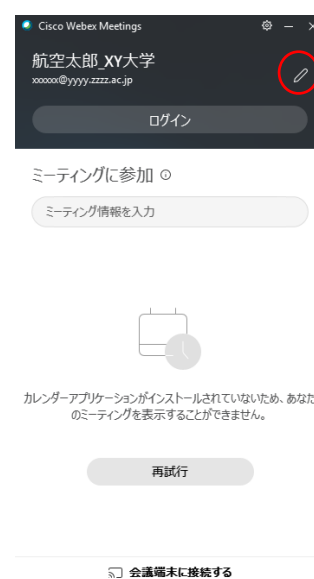 Cisco Webex Meetings
航空太郎_XY大学
xxxxxx@yyyy.zzzz.ac.jp
ログイン
ミーティングに参加
ミーティング情報を入力
カレンダーアプリケーションがインストールされていないため、あなた
のミーティングを表示することができません。
再試行
会議端末に接続する